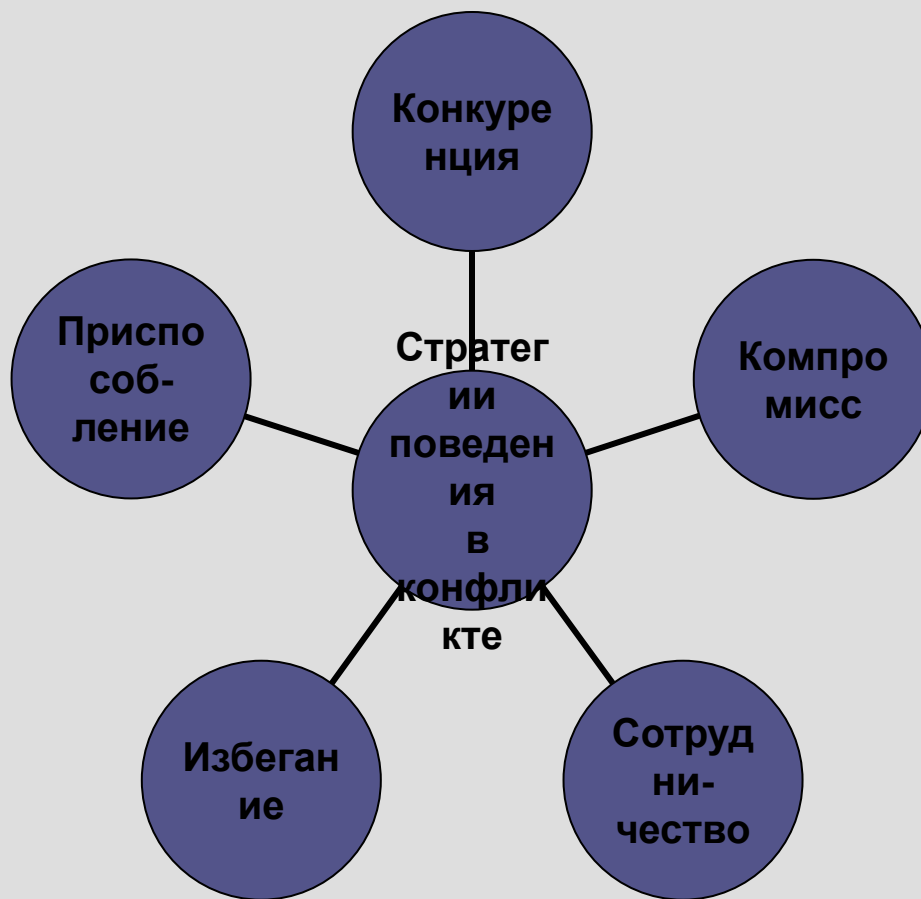 Конкуре
нция
Приспо
соб-
ление
Стратег
ии
поведен
ия
в
конфли
кте
Компро
мисс
Избеган
ие
Сотруд
ни-
чество